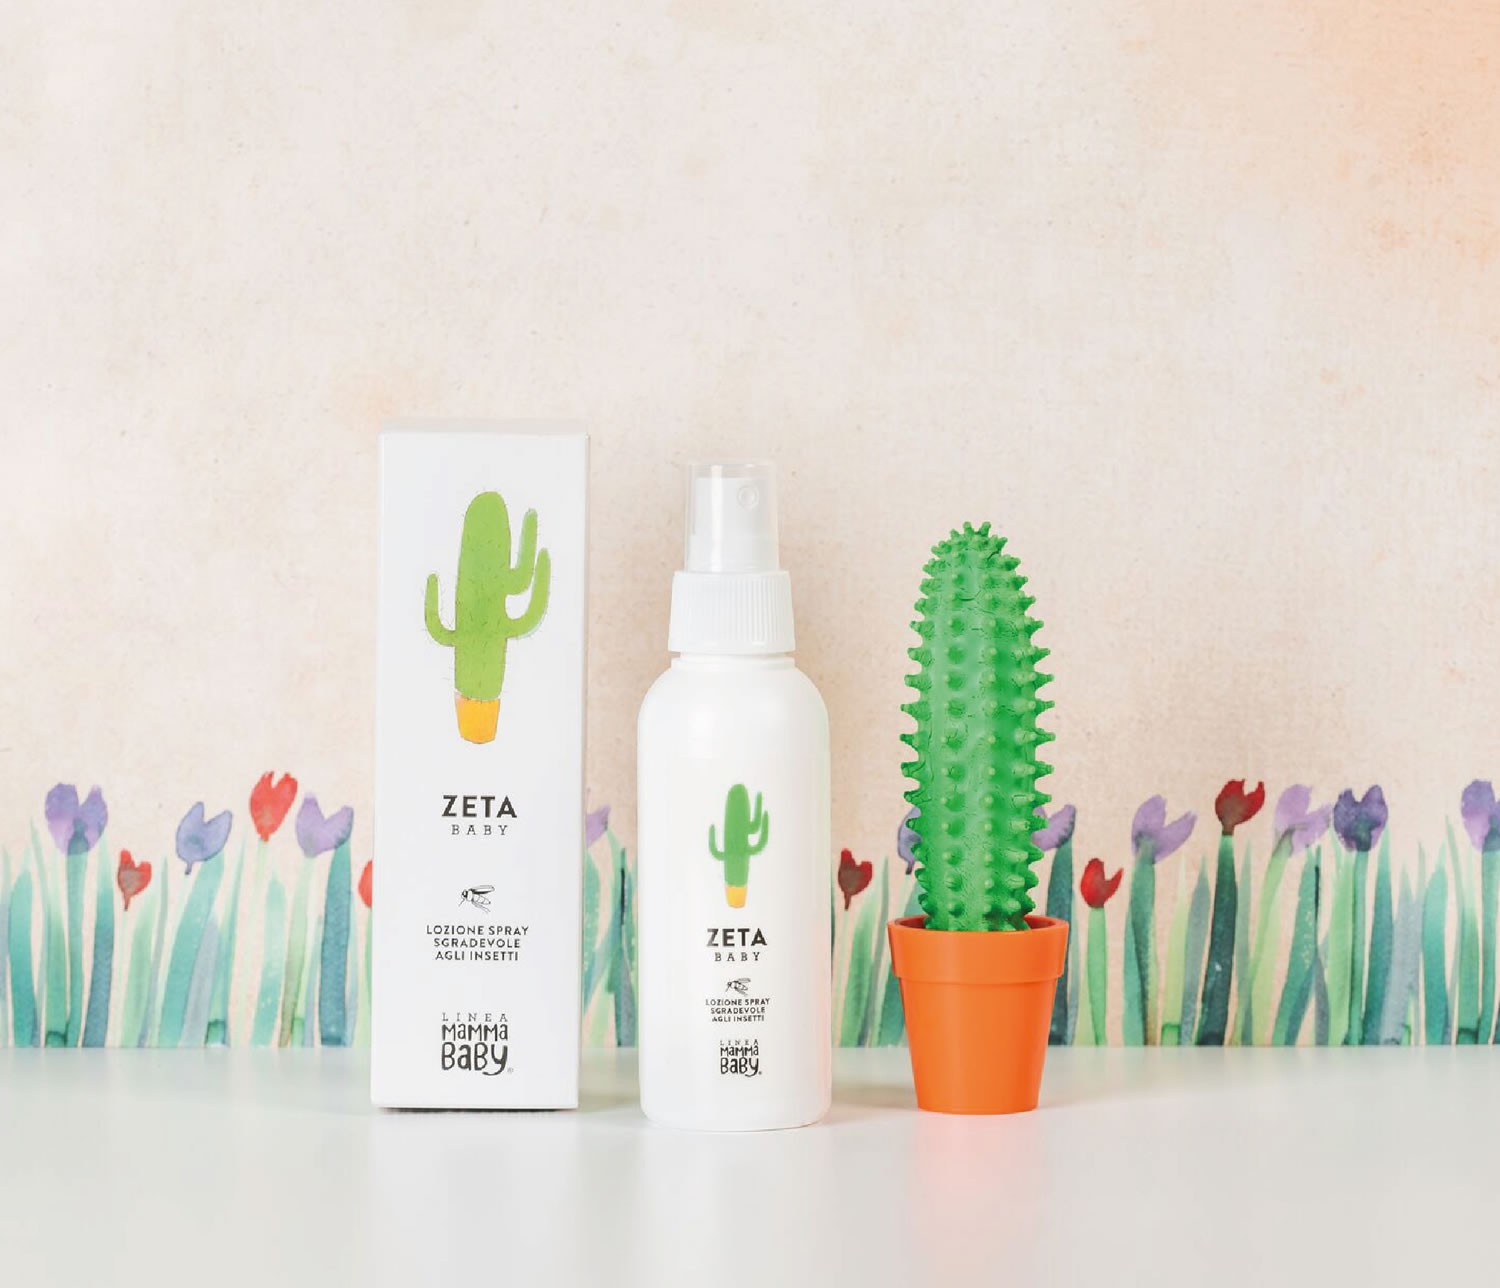 ZETA
BABY
LOZIONE SPRAY
SGRADEVOLE
AGLI INSETTI
LINEA
MAMMA
BABY®
ZETA
BABY
LOZIONE SPRAY
SGRADEVOLE
AGLI INSETTI
LINEA
MAMMA
BABY®